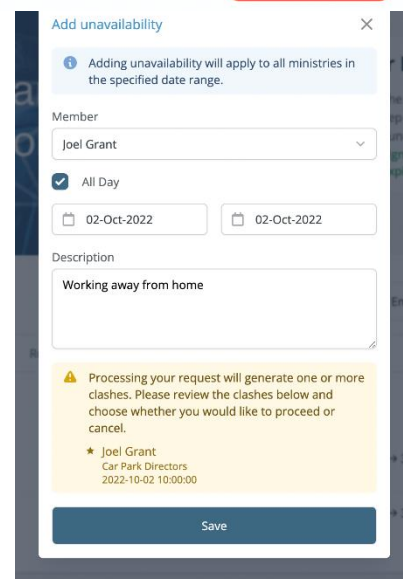 Add unavailability
Adding unavailability will apply to all ministries in
the specified date range.
Member
Joel Grant
All Day
02-Oct-2022
02-Oct-2022
Description
Working away from home
Processing your request will generate one or more
clashes. Please review the clashes below and
choose whether you would like to proceed or
cancel.
Joel Grant
Car Park Directors
2022-10-02 10:00:00
Save